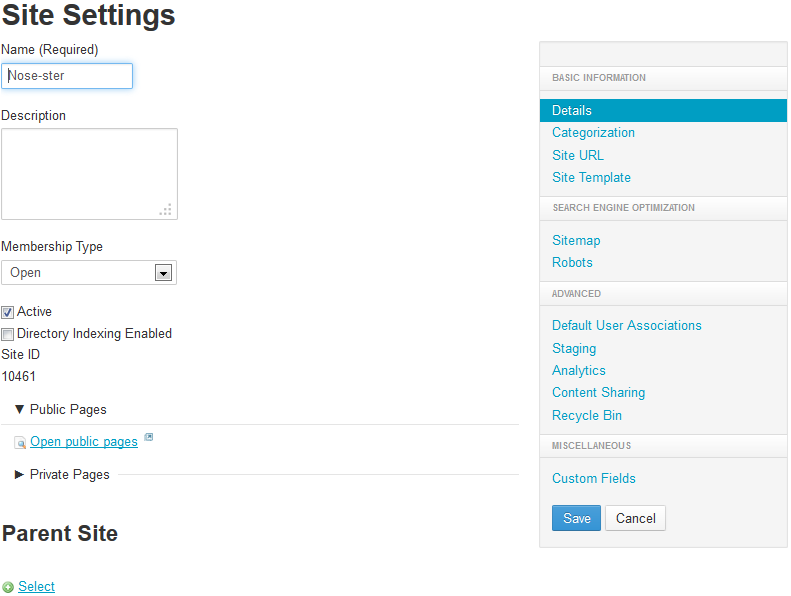 Site Settings
Name (Required)
Nose-ster
Description
Membership Type
Open
Active
Directory Indexing Enabled
Site ID
10461
Public Pages
Open public pages
Private Pages
Parent Site
Select
BASIC INFORMATION
Details
Categorization
Site URL
Site Template
SEARCH ENGINE OPTIMIZATION
Sitemap
Robots
ADVANCED
Default User Associations
Staging
Analytics
Content Sharing
Recycle Bin
MISCELLANEOUS
Custom Fields
Save Cancel